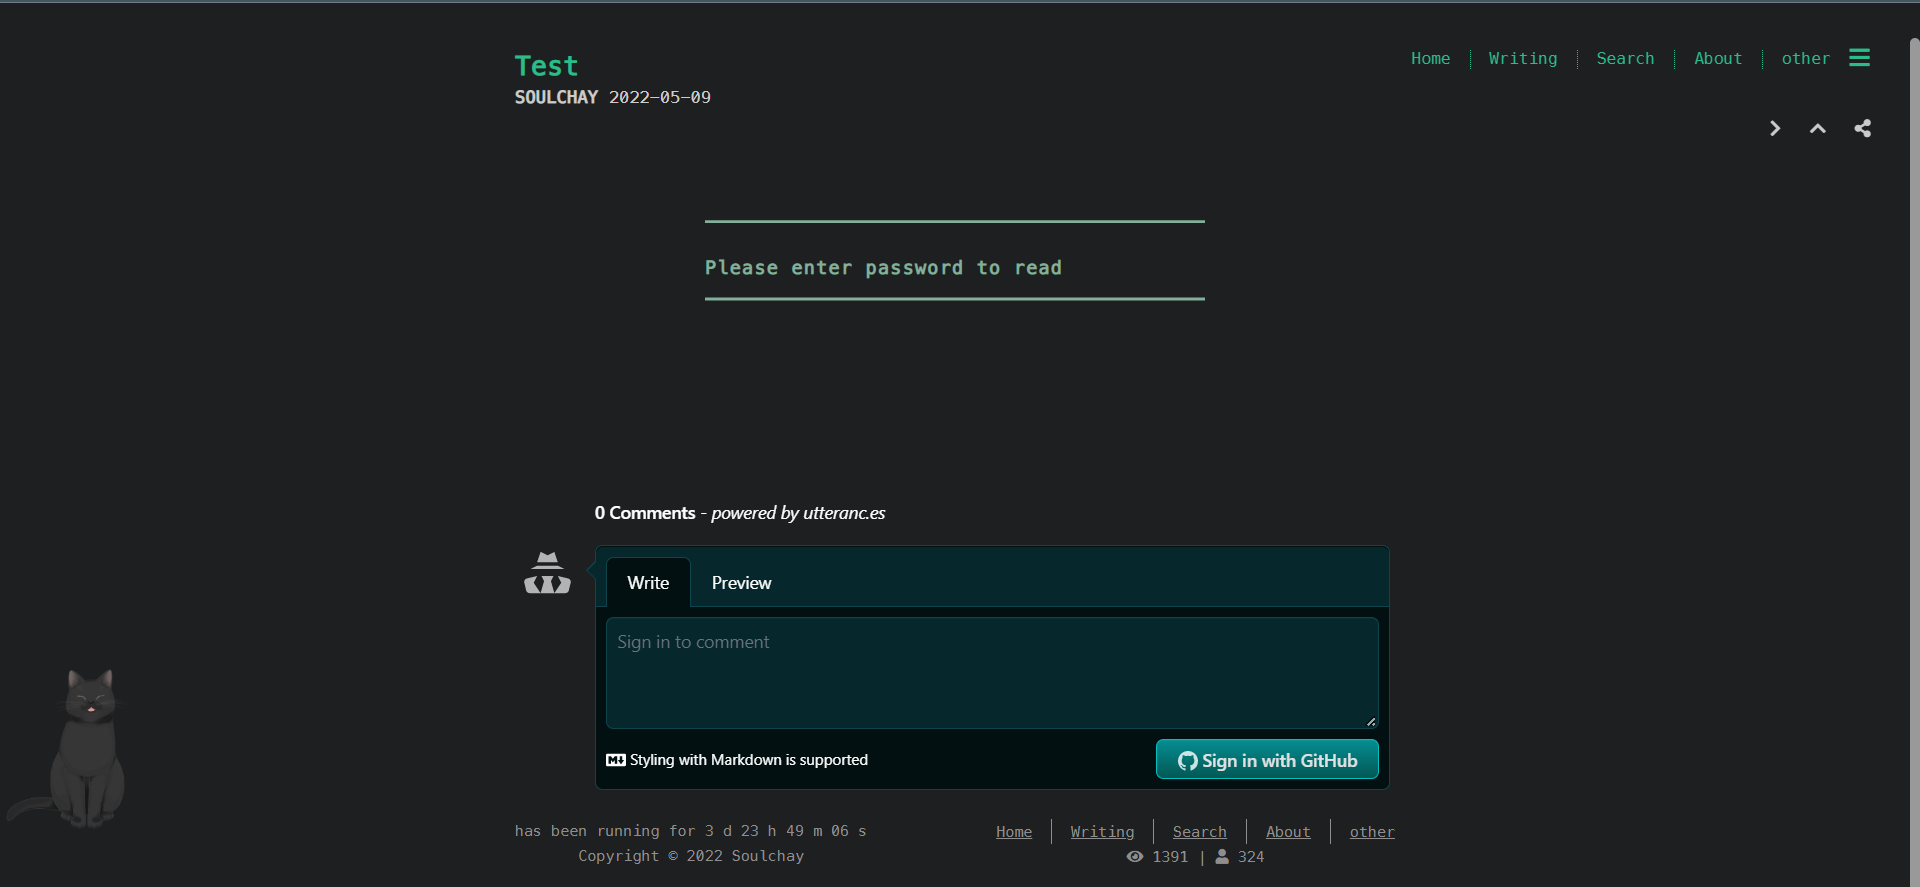 Test
SOULCHAY 2022-05-09
Home Writing Search About other
Please enter password to read
0 Comments - powered by utteranc.es
Write Preview
Sign in to comment
Styling with Markdown is supported
Sign in with GitHub
has been running for 3 d 23 h 49 m 06 s
Copyright © 2022 Soulchay
Home Writing Search About other
1391 | 324